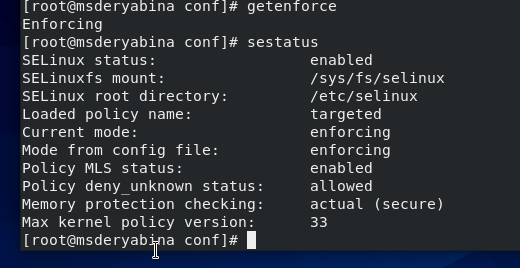 [root@msderyabina conf]# getenforce
Enforcing
[root@msderyabina conf]# sestatus
SELinux status:                 enabled
SELinuxfs mount:                /sys/fs/selinux
SELinux root directory:         /etc/selinux
Loaded policy name:             targeted
Current mode:                   enforcing
Mode from config file:          enforcing
Policy MLS status:              enabled
Policy deny_unknown status:     allowed
Memory protection checking:     actual (secure)
Max kernel policy version:      33
[root@msderyabina conf]#